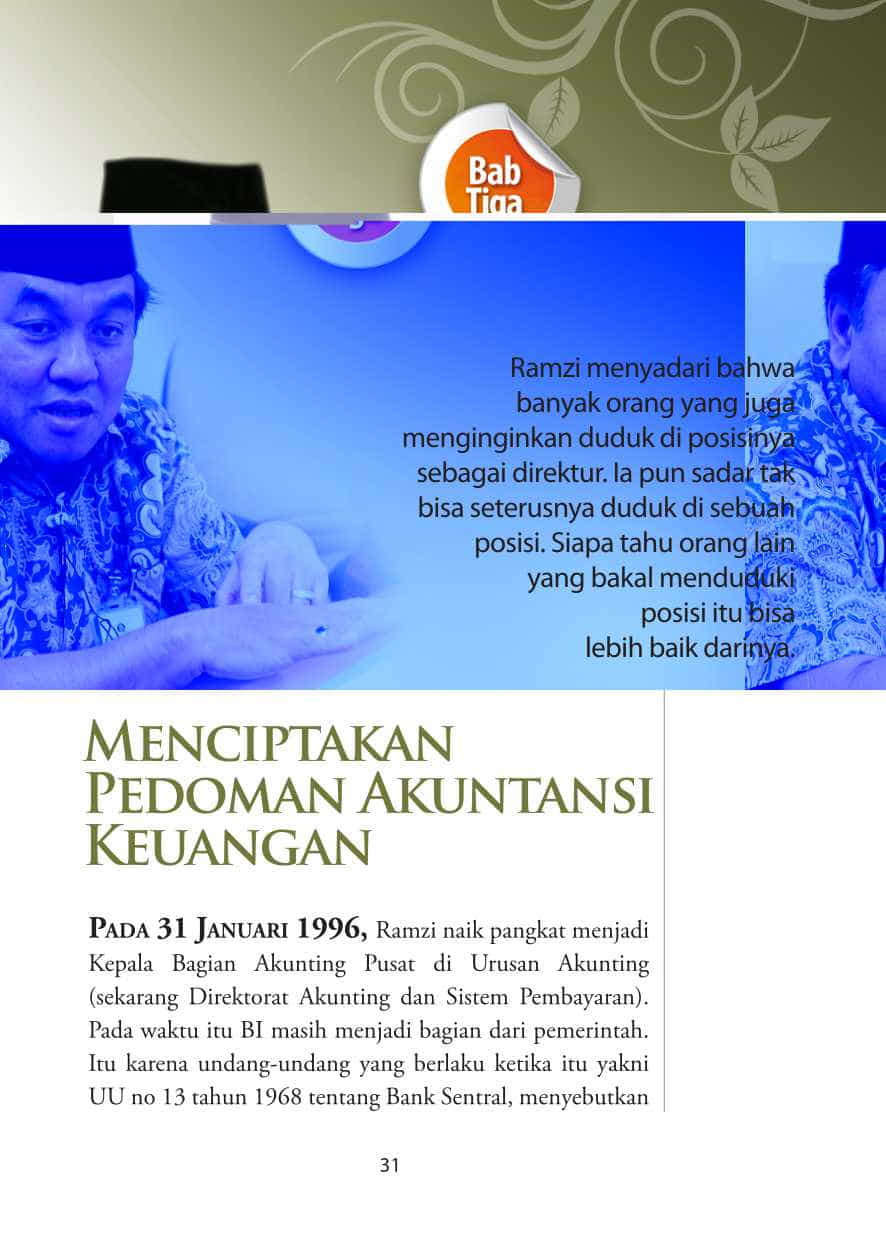 Bab
Tiga
Ramzi menyadari bahwa
banyak orang yang juga
menginginkan duduk di posisinya
sebagai direktur. Ia pun sadar tak
bisa seterusnya duduk di sebuah
posisi. Siapa tahu orang lain
yang bakal menduduki
posisi itu bisa
lebih baik darinya.
MENCIPTAKAN
PEDOMAN AKUNTANSI
KEUANGAN
PADA 31 JANUARI 1996, Ramzi naik pangkat menjadi
Kepala Bagian Akunting Pusat di Urusan Akunting
(sekarang Direktorat Akunting dan Sistem Pembayaran).
Pada waktu itu BI masih menjadi bagian dari pemerintah.
Itu karena undang-undang yang berlaku ketika itu yakni
UU no 13 tahun 1968 tentang Bank Sentral, menyebutkan
31